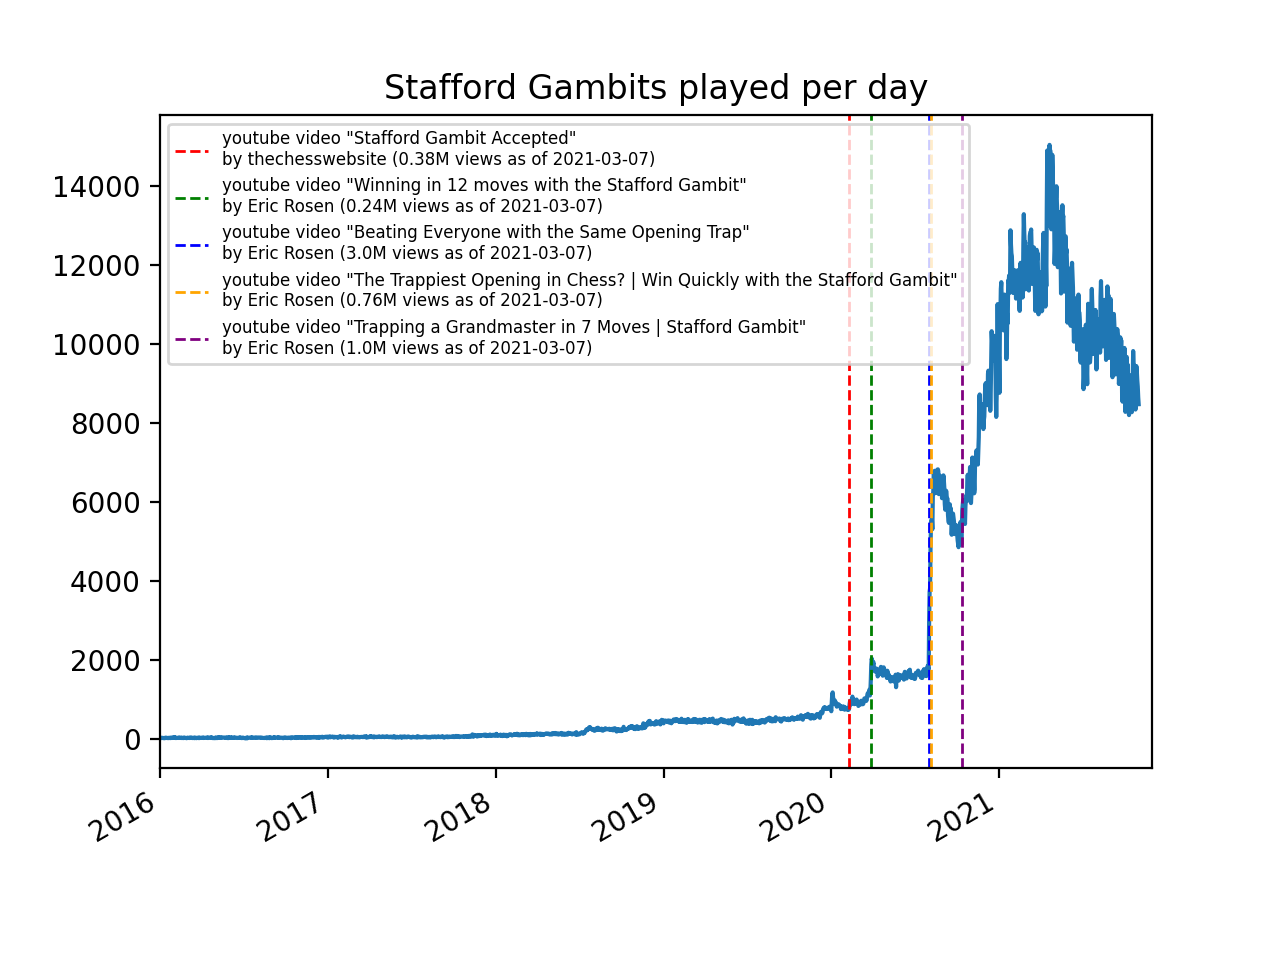 Stafford Gambits played per day
youtube video "Stafford Gambit Accepted"
by thechesswebsite (0.38M views as of 2021-03-07)
youtube video "Winning in 12 moves with the Stafford Gambit"
by Eric Rosen (0.24M views as of 2021-03-07)
youtube video "Beating Everyone with the Same Opening Trap"
by Eric Rosen (3.0M views as of 2021-03-07)
youtube video "The Trappiest Opening in Chess? | Win Quickly with the Stafford Gambit"
by Eric Rosen (0.76M views as of 2021-03-07)
youtube video "Trapping a Grandmaster in 7 Moves | Stafford Gambit"
by Eric Rosen (1.0M views as of 2021-03-07)
14000
12000
10000
8000
6000
4000
2000
0
2016
2017
2018
2019
2020
2021